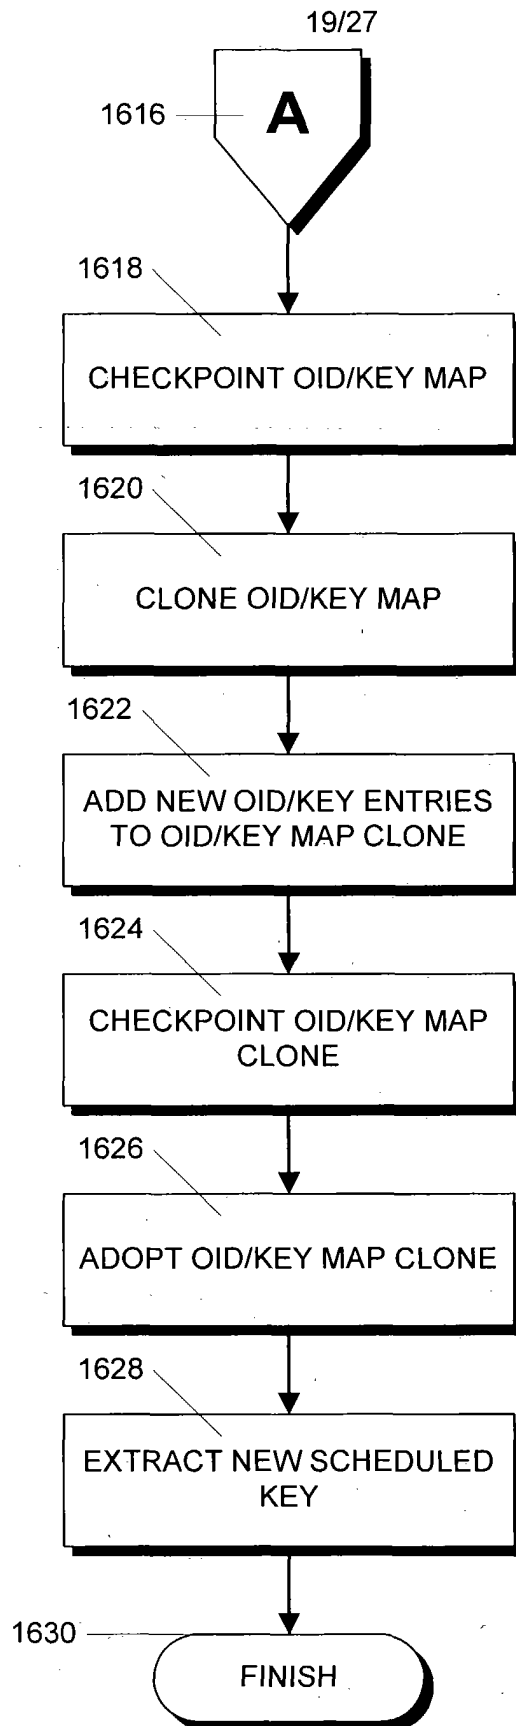 19/27
1616
A
1618
CHECKPOINT OID/KEY MAP
1620
CLONE OID/KEY MAP
1622
ADD NEW OID/KEY ENTRIES
TO OID/KEY MAP CLONE
1624
CHECKPOINT OID/KEY MAP
CLONE
1626
ADOPT OID/KEY MAP CLONE
1628
EXTRACT NEW SCHEDULED
KEY
1630
FINISH